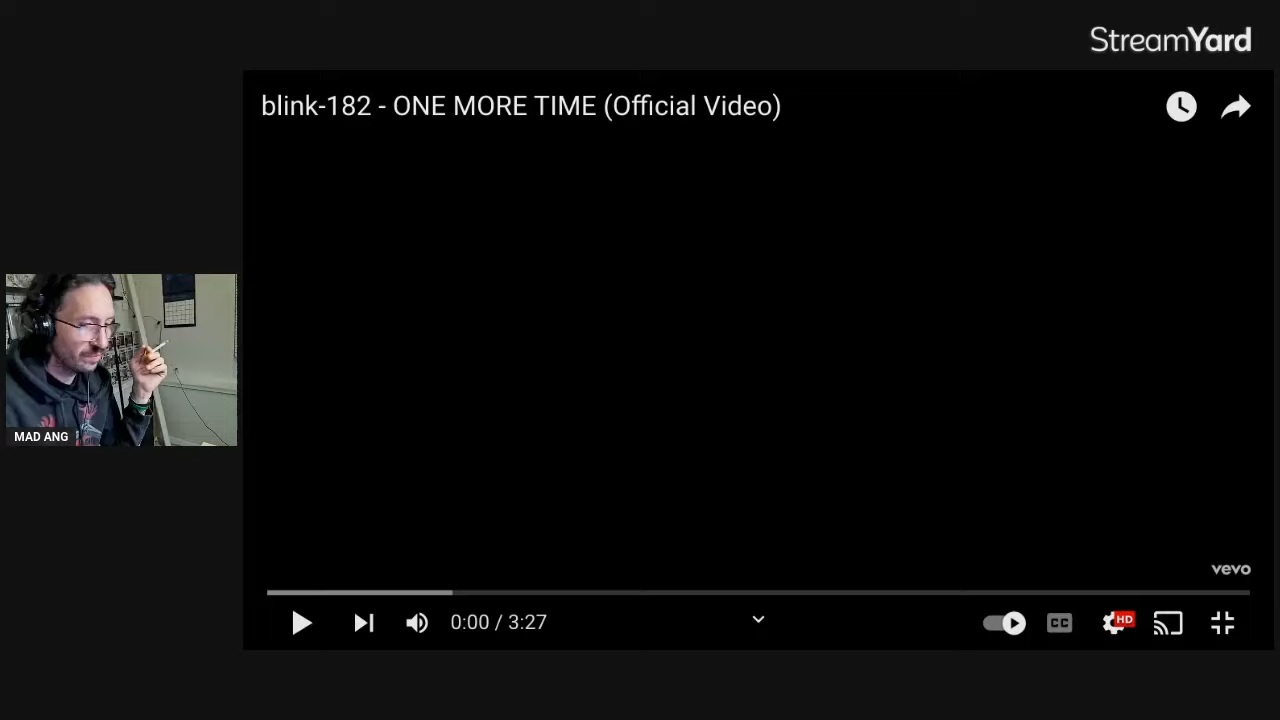 StreamYard
blink-182 - ONE MORE TIME (Official Video)
MAD ANG
vevo
0:00 / 3:27
CC
HD